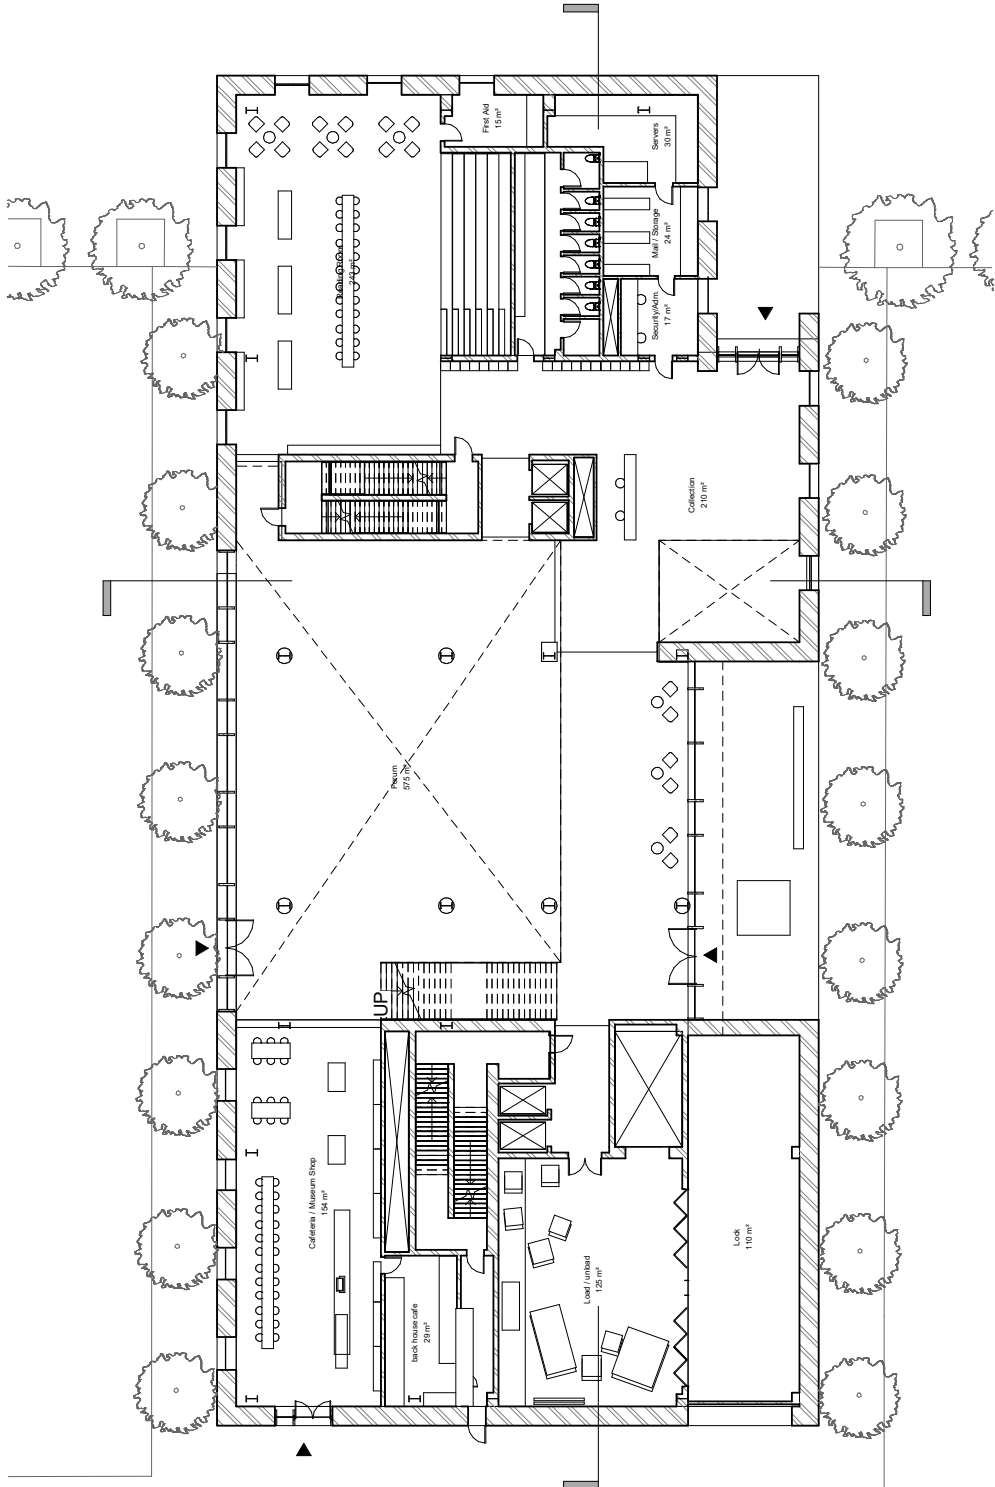 First Aid
15 m²
Servers
30 m²
Mail / Storage
24 m²
Security/Adm.
17 m²
Collection
210 m²
Forum
575 m²
UP
Cafeteria / Museum Shop
154 m²
back house cafe
29 m²
Load / unload
125 m²
Lock
110 m²